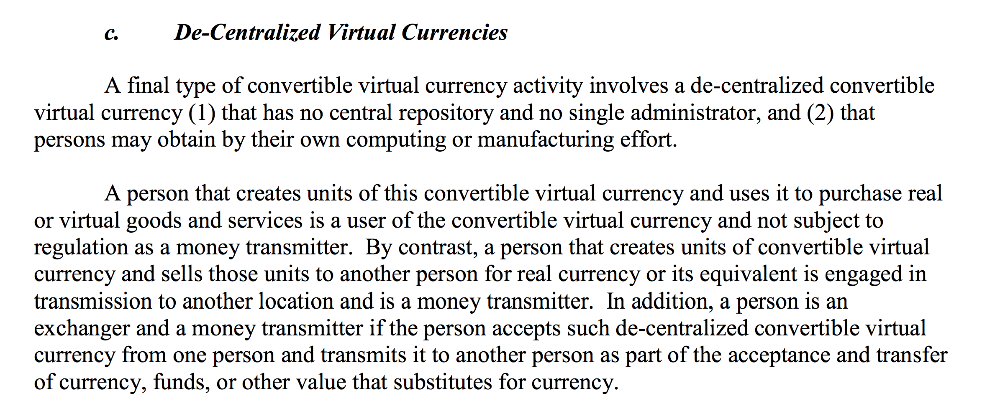 c. De-Centralized Virtual Currencies
A final type of convertible virtual currency activity involves a de-centralized convertible
virtual currency (1) that has no central repository and no single administrator, and (2) that
persons may obtain by their own computing or manufacturing effort.
A person that creates units of this convertible virtual currency and uses it to purchase real
or virtual goods and services is a user of the convertible virtual currency and not subject to
regulation as a money transmitter.  By contrast, a person that creates units of convertible virtual
currency and sells those units to another person for real currency or its equivalent is engaged in
transmission to another location and is a money transmitter.  In addition, a person is an
exchanger and a money transmitter if the person accepts such de-centralized convertible virtual
currency from one person and transmits it to another person as part of the acceptance and transfer
of currency, funds, or other value that substitutes for currency.